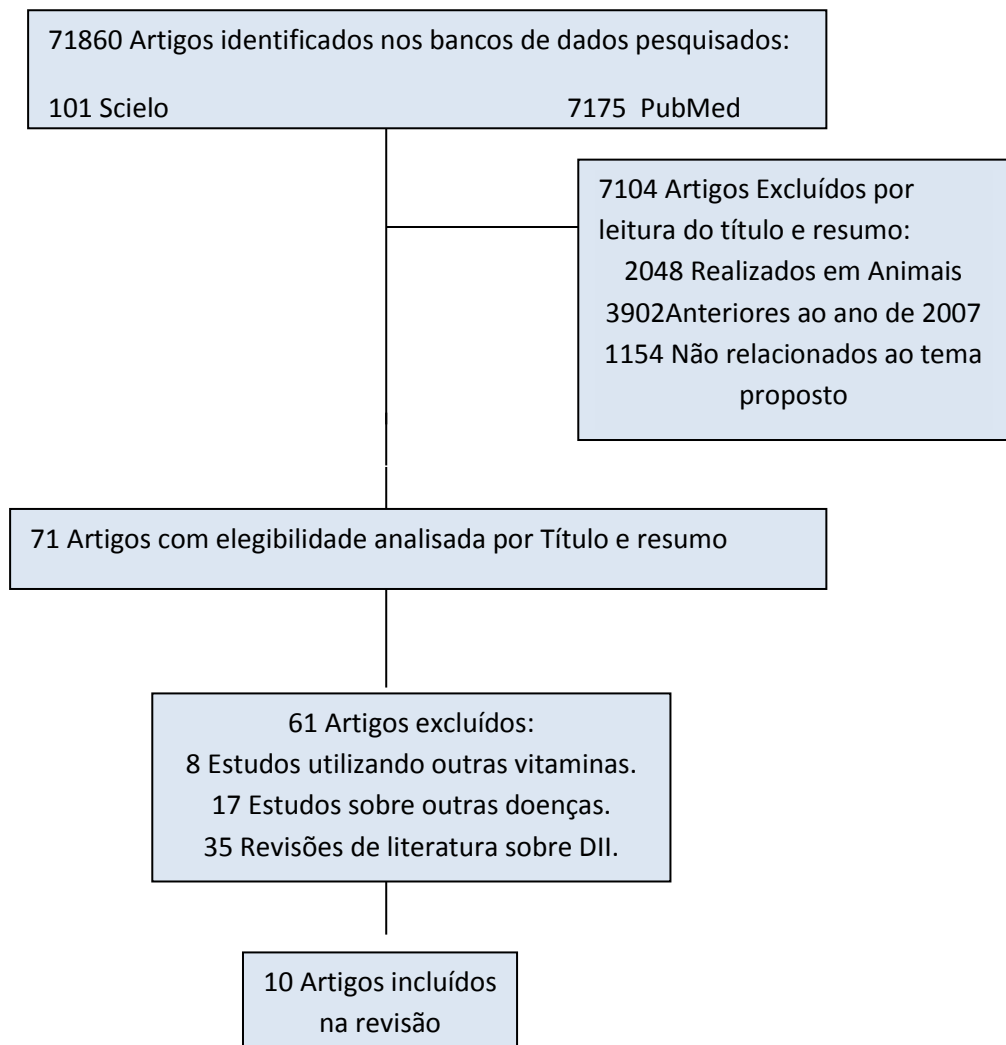 71860 Artigos identificados nos bancos de dados pesquisados:
101 Scielo 7175 PubMed
7104 Artigos Excluídos por
leitura do título e resumo:
2048 Realizados em Animais
3902Anteriores ao ano de 2007
1154 Não relacionados ao tema
proposto
71 Artigos com elegibilidade analisada por Título e resumo
61 Artigos excluídos:
8 Estudos utilizando outras vitaminas.
17 Estudos sobre outras doenças.
35 Revisões de literatura sobre DII.
10 Artigos incluídos
na revisão